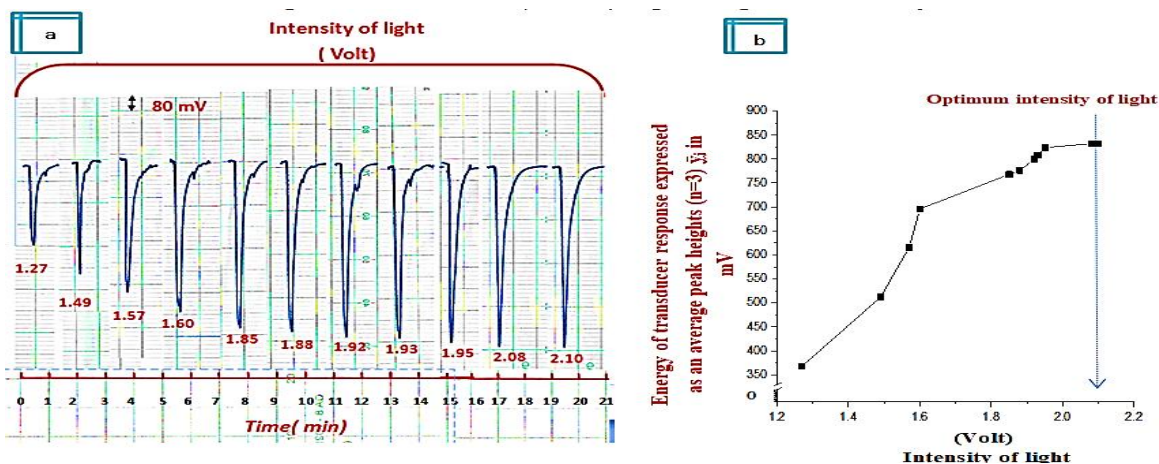 a
Intensity of light
( Volt)
80 mV
1.27
1.49
1.57
1.60
1.85
1.88
1.92
1.93
1.95
2.08
2.10
0 1 2 3 4 5 6 7 8 9 10 11 12 13 14 15 16 17 18 19 20 21
Time( min)
b
Optimum intensity of light
Energy of transducer response expressed
as an average peak heights (n=3) ȳᵢ in
mV
900
850
800
750
700
650
600
550
500
450
400
350
O
1.2 1.4 1.6 1.8 2.0 2.2
(Volt)
Intensity of light